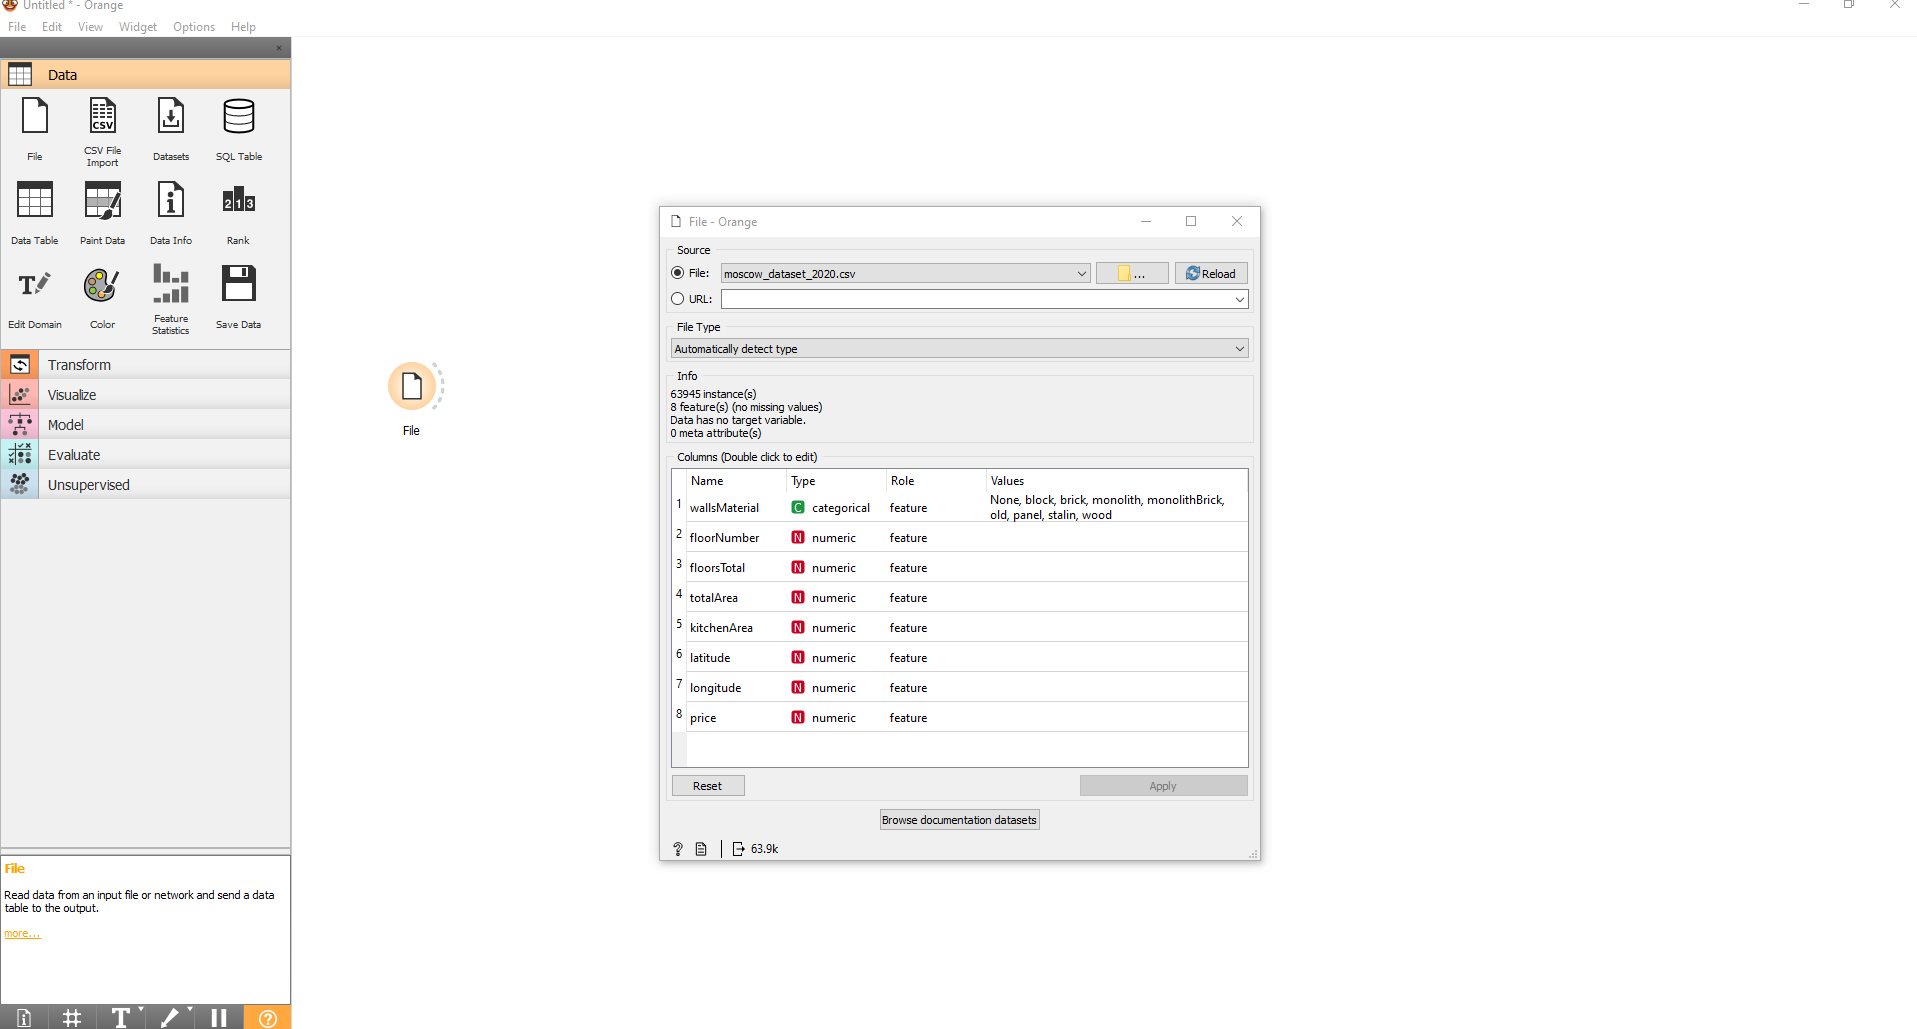 Untitled * - Orange
File Edit View Widget Options Help
Data
File
CSV File Import
Datasets
SQL Table
Data Table
Paint Data
Data Info
Rank
Edit Domain
Color
Feature Statistics
Save Data
Transform
Visualize
Model
Evaluate
Unsupervised
File
Read data from an input file or network and send a data
table to the output.
more...
File
File - Orange
Source
File: moscow_dataset_2020.csv ... Reload
URL:
File Type
Automatically detect type
Info
63945 instance(s)
8 feature(s) (no missing values)
Data has no target variable.
0 meta attribute(s)
Columns (Double click to edit)
Name Type Role Values
1 wallsMaterial C categorical feature None, block, brick, monolith, monolithBrick,
old, panel, stalin, wood
2 floorNumber N numeric feature
3 floorsTotal N numeric feature
4 totalArea N numeric feature
5 kitchenArea N numeric feature
6 latitude N numeric feature
7 longitude N numeric feature
8 price N numeric feature
Reset Apply
Browse documentation datasets
? 63.9k